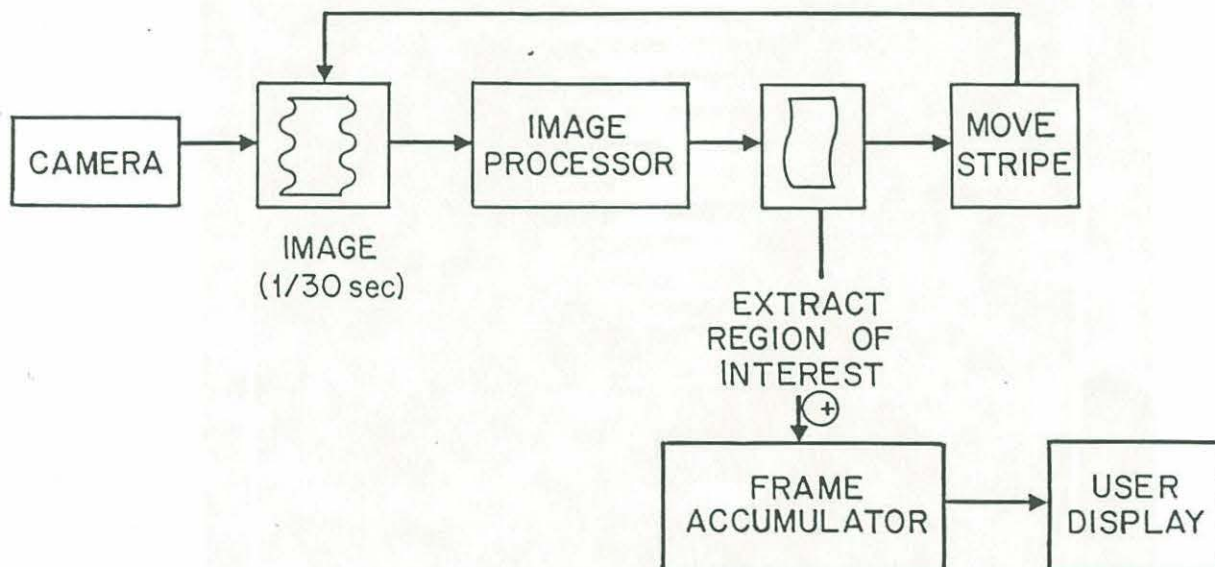 CAMERA
IMAGE
(1/30 sec)
IMAGE
PROCESSOR
MOVE
STRIPE
EXTRACT
REGION OF
INTEREST
+
FRAME
ACCUMULATOR
USER
DISPLAY